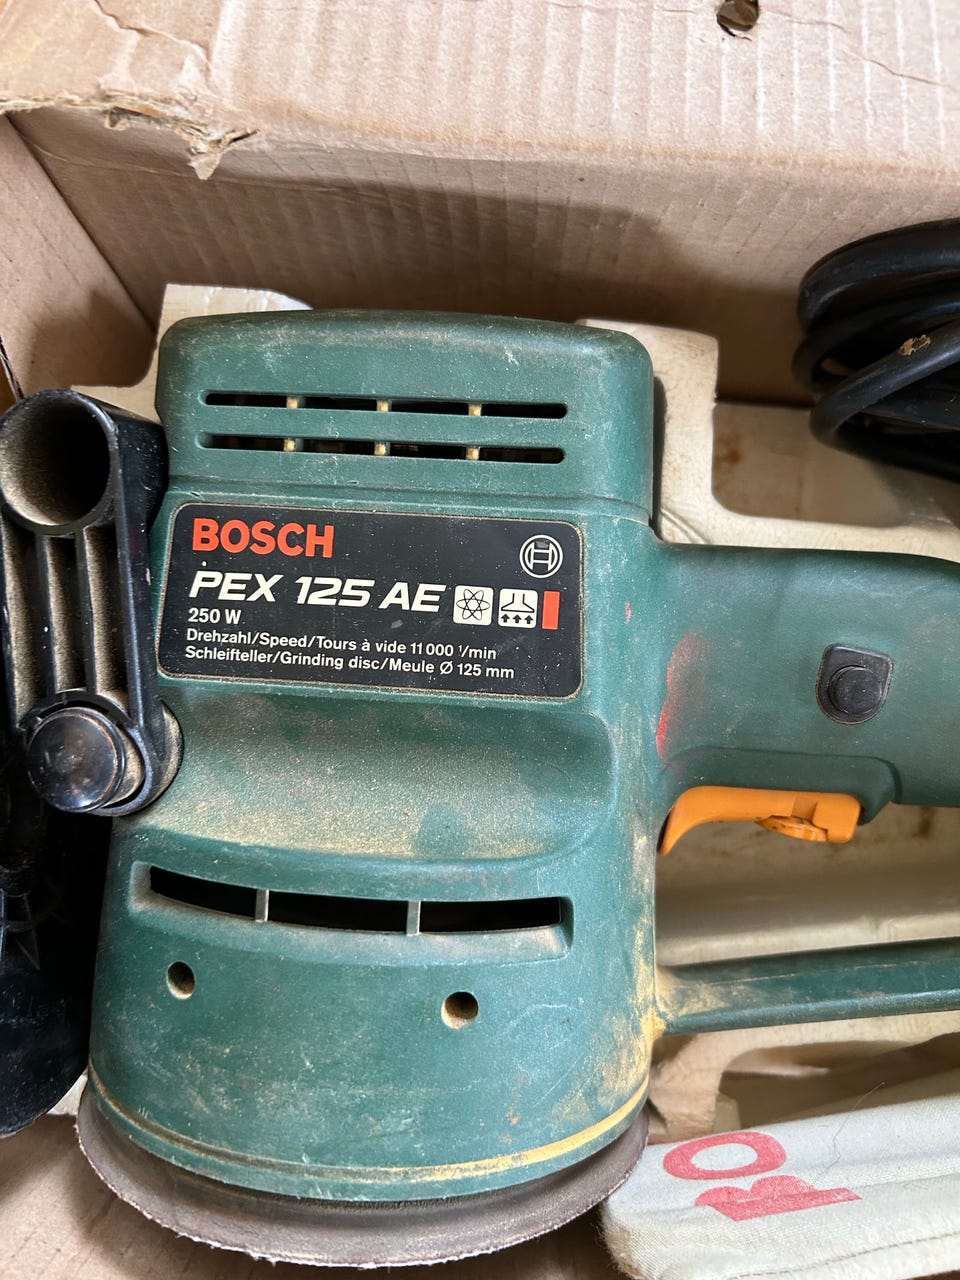 BOSCH
PEX 125 AE
250 W
Drehzahl/Speed/Tours à vide 11 000 ¹/min
Schleifteller/Grinding disc/Meule Ø 125 mm